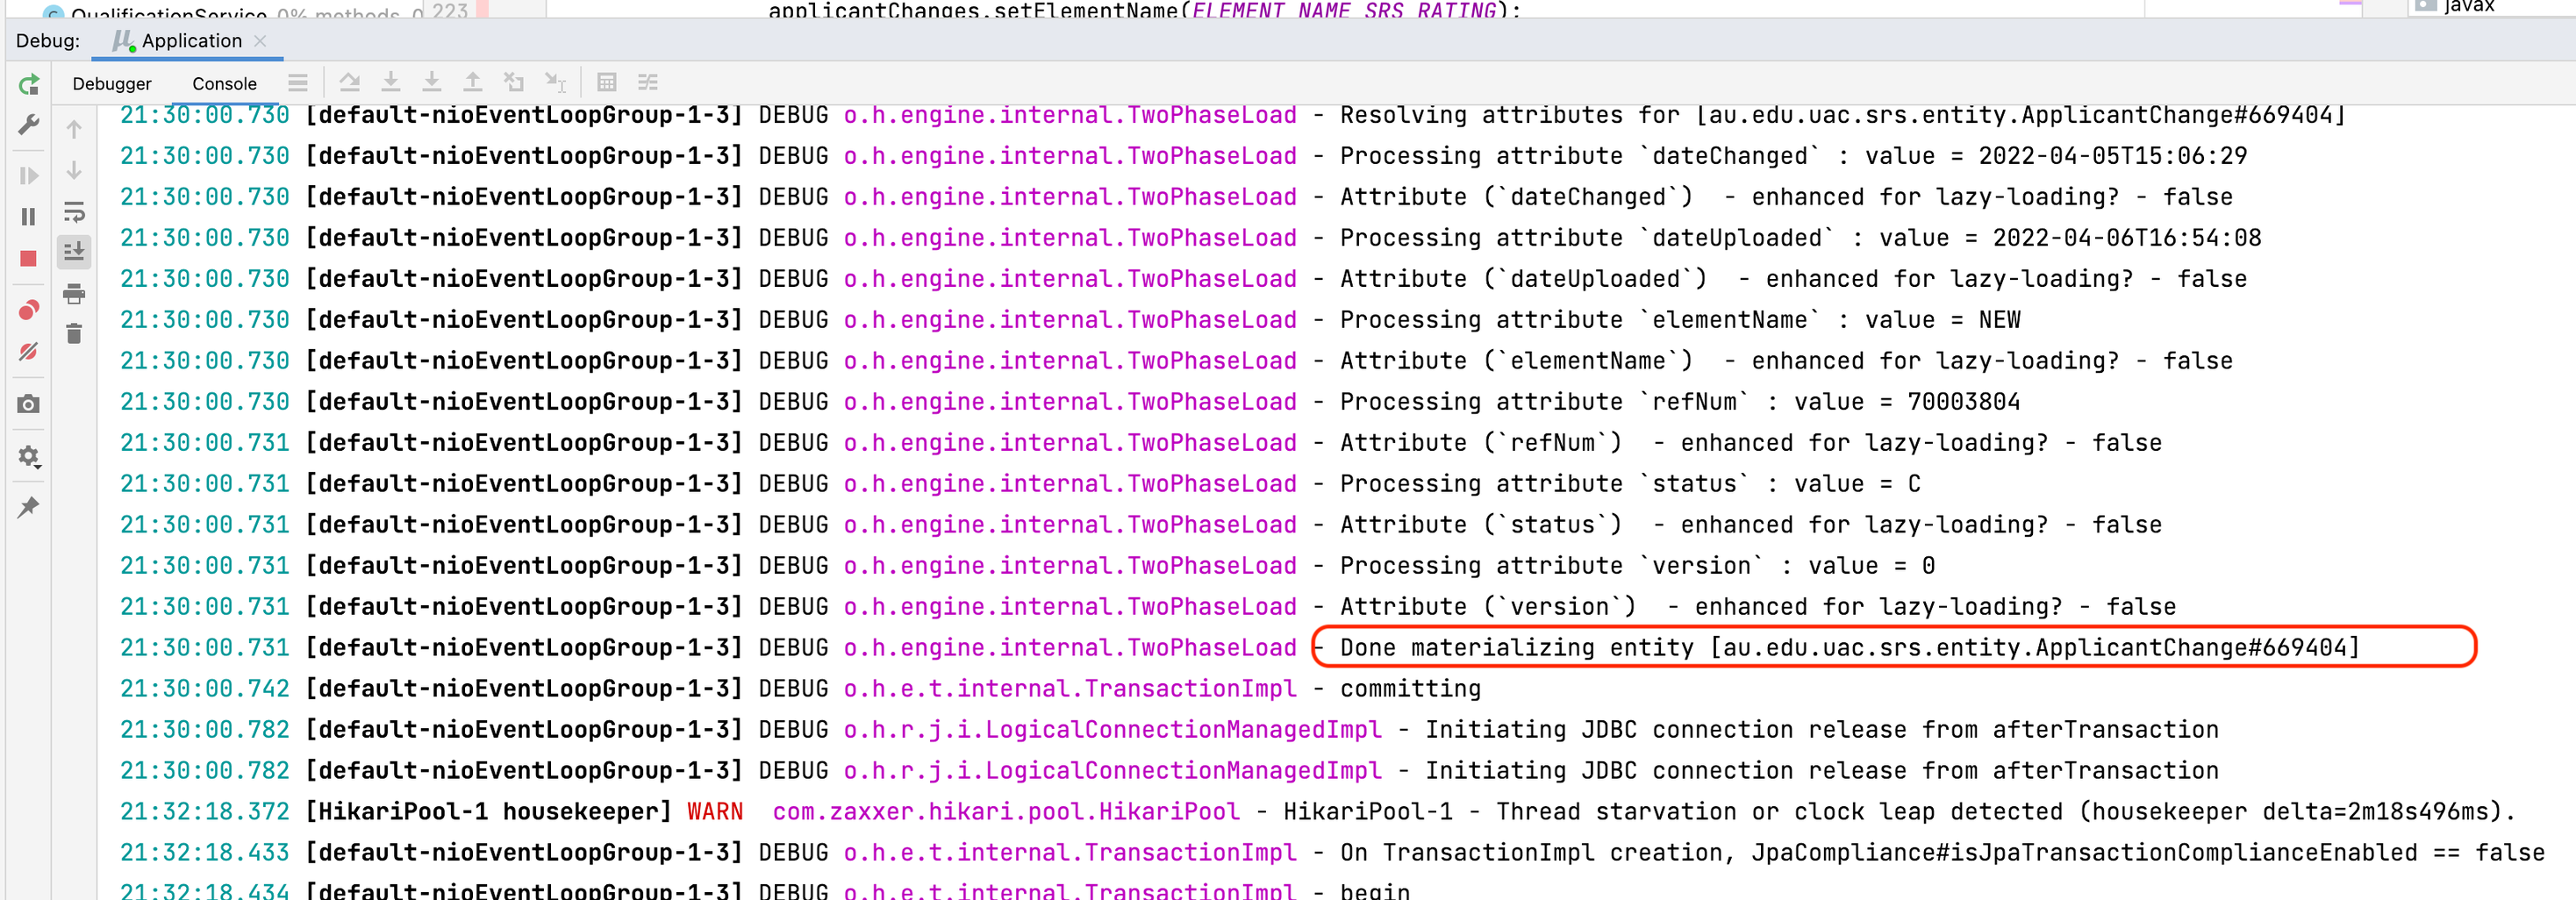 QualificationService 0% methods, 0 223 applicantChanges.setElementName(ELEMENT_NAME_SRS_RATING); javax
Debug: Application
Debugger Console
21:30:00.730 [default-nioEventLoopGroup-1-3] DEBUG o.h.engine.internal.TwoPhaseLoad - Resolving attributes for [au.edu.uac.srs.entity.ApplicantChange#669404]
21:30:00.730 [default-nioEventLoopGroup-1-3] DEBUG o.h.engine.internal.TwoPhaseLoad - Processing attribute `dateChanged` : value = 2022-04-05T15:06:29
21:30:00.730 [default-nioEventLoopGroup-1-3] DEBUG o.h.engine.internal.TwoPhaseLoad - Attribute (`dateChanged`)  - enhanced for lazy-loading? - false
21:30:00.730 [default-nioEventLoopGroup-1-3] DEBUG o.h.engine.internal.TwoPhaseLoad - Processing attribute `dateUploaded` : value = 2022-04-06T16:54:08
21:30:00.730 [default-nioEventLoopGroup-1-3] DEBUG o.h.engine.internal.TwoPhaseLoad - Attribute (`dateUploaded`)  - enhanced for lazy-loading? - false
21:30:00.730 [default-nioEventLoopGroup-1-3] DEBUG o.h.engine.internal.TwoPhaseLoad - Processing attribute `elementName` : value = NEW
21:30:00.730 [default-nioEventLoopGroup-1-3] DEBUG o.h.engine.internal.TwoPhaseLoad - Attribute (`elementName`)  - enhanced for lazy-loading? - false
21:30:00.730 [default-nioEventLoopGroup-1-3] DEBUG o.h.engine.internal.TwoPhaseLoad - Processing attribute `refNum` : value = 70003804
21:30:00.731 [default-nioEventLoopGroup-1-3] DEBUG o.h.engine.internal.TwoPhaseLoad - Attribute (`refNum`)  - enhanced for lazy-loading? - false
21:30:00.731 [default-nioEventLoopGroup-1-3] DEBUG o.h.engine.internal.TwoPhaseLoad - Processing attribute `status` : value = C
21:30:00.731 [default-nioEventLoopGroup-1-3] DEBUG o.h.engine.internal.TwoPhaseLoad - Attribute (`status`)  - enhanced for lazy-loading? - false
21:30:00.731 [default-nioEventLoopGroup-1-3] DEBUG o.h.engine.internal.TwoPhaseLoad - Processing attribute `version` : value = 0
21:30:00.731 [default-nioEventLoopGroup-1-3] DEBUG o.h.engine.internal.TwoPhaseLoad - Attribute (`version`)  - enhanced for lazy-loading? - false
21:30:00.731 [default-nioEventLoopGroup-1-3] DEBUG o.h.engine.internal.TwoPhaseLoad - Done materializing entity [au.edu.uac.srs.entity.ApplicantChange#669404]
21:30:00.742 [default-nioEventLoopGroup-1-3] DEBUG o.h.e.t.internal.TransactionImpl - committing
21:30:00.782 [default-nioEventLoopGroup-1-3] DEBUG o.h.r.j.i.LogicalConnectionManagedImpl - Initiating JDBC connection release from afterTransaction
21:30:00.782 [default-nioEventLoopGroup-1-3] DEBUG o.h.r.j.i.LogicalConnectionManagedImpl - Initiating JDBC connection release from afterTransaction
21:32:18.372 [HikariPool-1 housekeeper] WARN  com.zaxxer.hikari.pool.HikariPool - HikariPool-1 - Thread starvation or clock leap detected (housekeeper delta=2m18s496ms).
21:32:18.433 [default-nioEventLoopGroup-1-3] DEBUG o.h.e.t.internal.TransactionImpl - On TransactionImpl creation, JpaCompliance#isJpaTransactionComplianceEnabled == false
21:32:18.434 [default-nioEventLoopGroup-1-3] DEBUG o.h.e.t.internal.TransactionImpl - begin